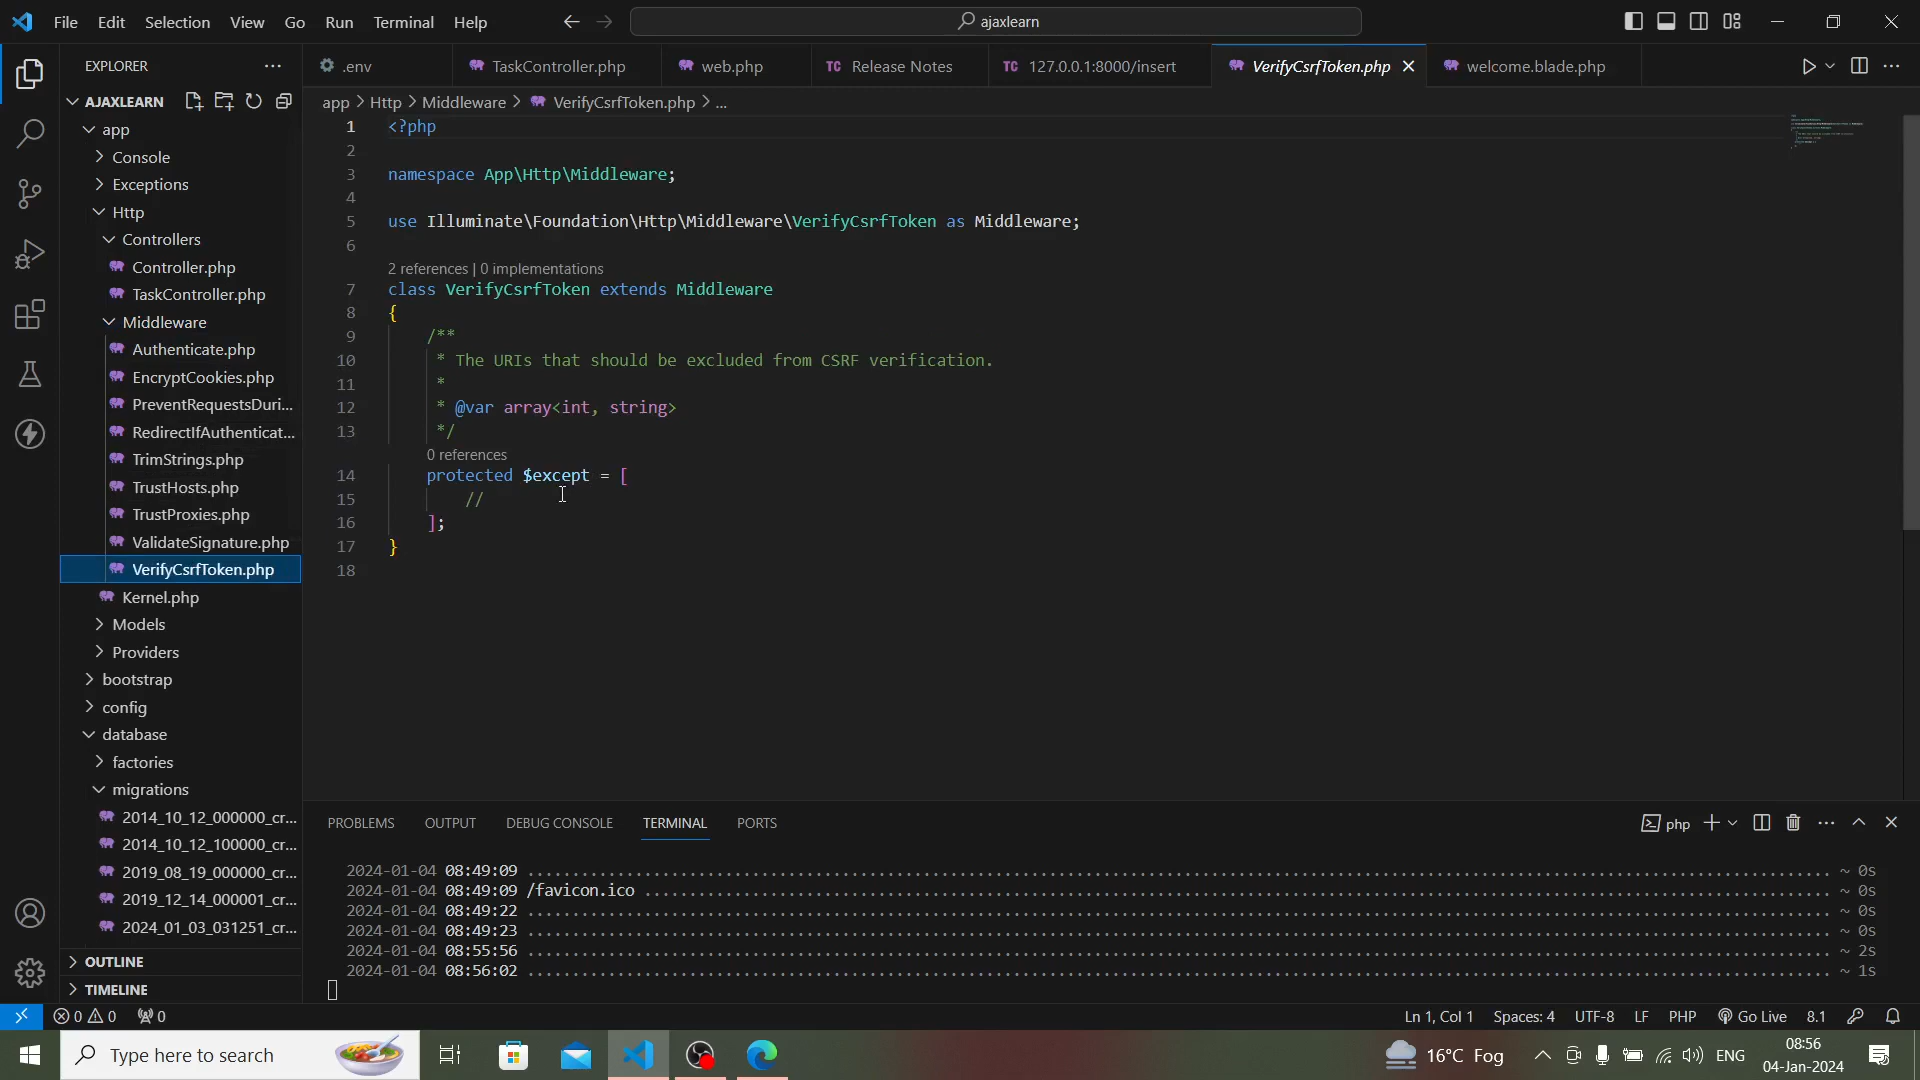 File Edit Selection View Go Run Terminal Help
ajaxlearn
EXPLORER
.env
TaskController.php
web.php
TC Release Notes
TC 127.0.0.1:8000/insert
VerifyCsrfToken.php
welcome.blade.php
AJAXLEARN
app > Http > Middleware > VerifyCsrfToken.php > ...
app
Console
Exceptions
Http
Controllers
Controller.php
TaskController.php
Middleware
Authenticate.php
EncryptCookies.php
PreventRequestsDuri...
RedirectIfAuthenticat...
TrimStrings.php
TrustHosts.php
TrustProxies.php
ValidateSignature.php
VerifyCsrfToken.php
Kernel.php
Models
Providers
bootstrap
config
database
factories
migrations
2014_10_12_000000_cr...
2014_10_12_100000_cr...
2019_08_19_000000_cr...
2019_12_14_000001_cr...
2024_01_03_031251_cr...
OUTLINE
TIMELINE
1 <?php
2
3 namespace App\Http\Middleware;
4
5 use Illuminate\Foundation\Http\Middleware\VerifyCsrfToken as Middleware;
6
2 references | 0 implementations
7 class VerifyCsrfToken extends Middleware
8 {
9 /**
10 * The URIs that should be excluded from CSRF verification.
11 *
12 * @var array<int, string>
13 */
0 references
14 protected $except = [
15 //
16 ];
17 }
18
PROBLEMS OUTPUT DEBUG CONSOLE TERMINAL PORTS
php
2024-01-04 08:49:09 ........ ~ 0s
2024-01-04 08:49:09 /favicon.ico ........ ~ 0s
2024-01-04 08:49:22 ........ ~ 0s
2024-01-04 08:49:23 ........ ~ 0s
2024-01-04 08:55:56 ........ ~ 2s
2024-01-04 08:56:02 ........ ~ 1s
0 0 0
Ln 1, Col 1 Spaces: 4 UTF-8 LF PHP Go Live 8.1
Type here to search
16°C Fog
ENG
08:56
04-Jan-2024